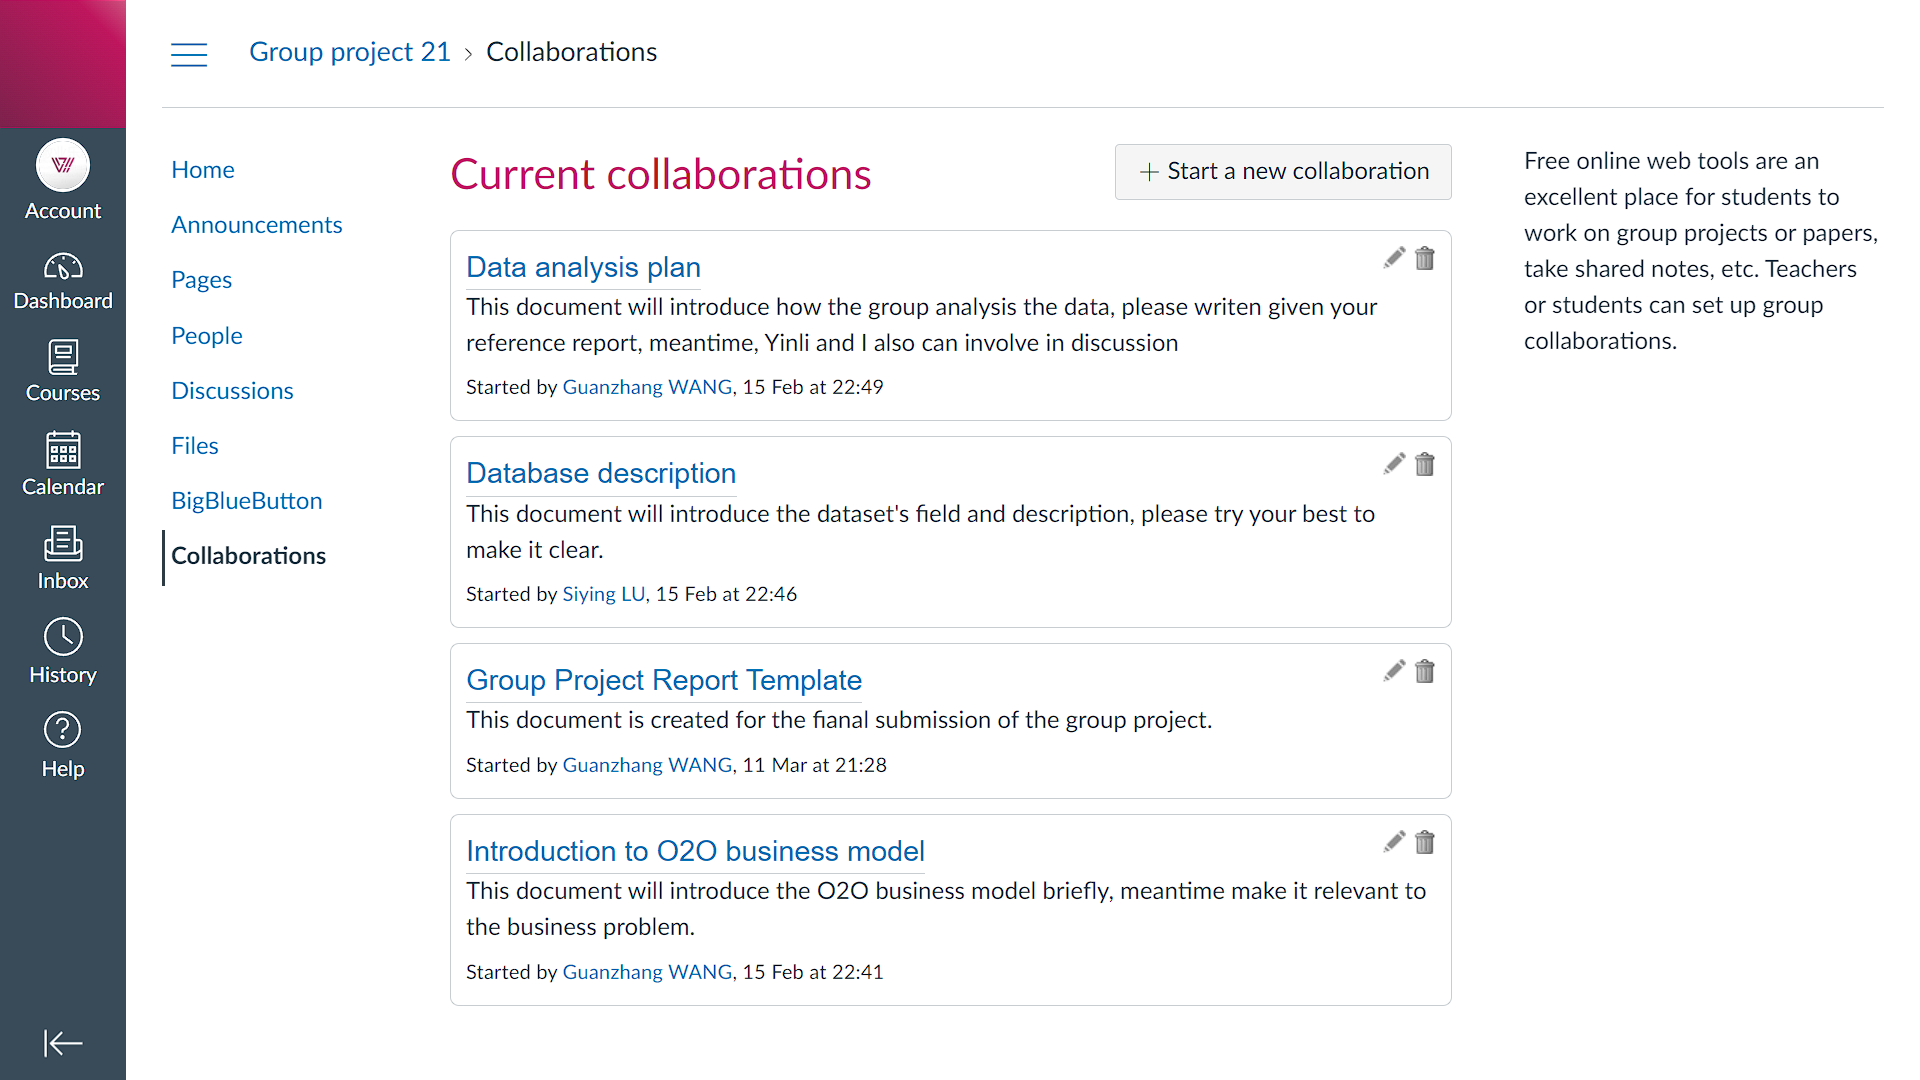 Group project 21 › Collaborations
Account
Dashboard
Courses
Calendar
Inbox
History
Help
Home
Announcements
Pages
People
Discussions
Files
BigBlueButton
Collaborations
Current collaborations
+ Start a new collaboration
Data analysis plan
This document will introduce how the group analysis the data, please writen given your
reference report, meantime, Yinli and I also can involve in discussion
Started by Guanzhang WANG, 15 Feb at 22:49
Database description
This document will introduce the dataset's field and description, please try your best to
make it clear.
Started by Siying LU, 15 Feb at 22:46
Group Project Report Template
This document is created for the fianal submission of the group project.
Started by Guanzhang WANG, 11 Mar at 21:28
Introduction to O2O business model
This document will introduce the O2O business model briefly, meantime make it relevant to
the business problem.
Started by Guanzhang WANG, 15 Feb at 22:41
Free online web tools are an
excellent place for students to
work on group projects or papers,
take shared notes, etc. Teachers
or students can set up group
collaborations.